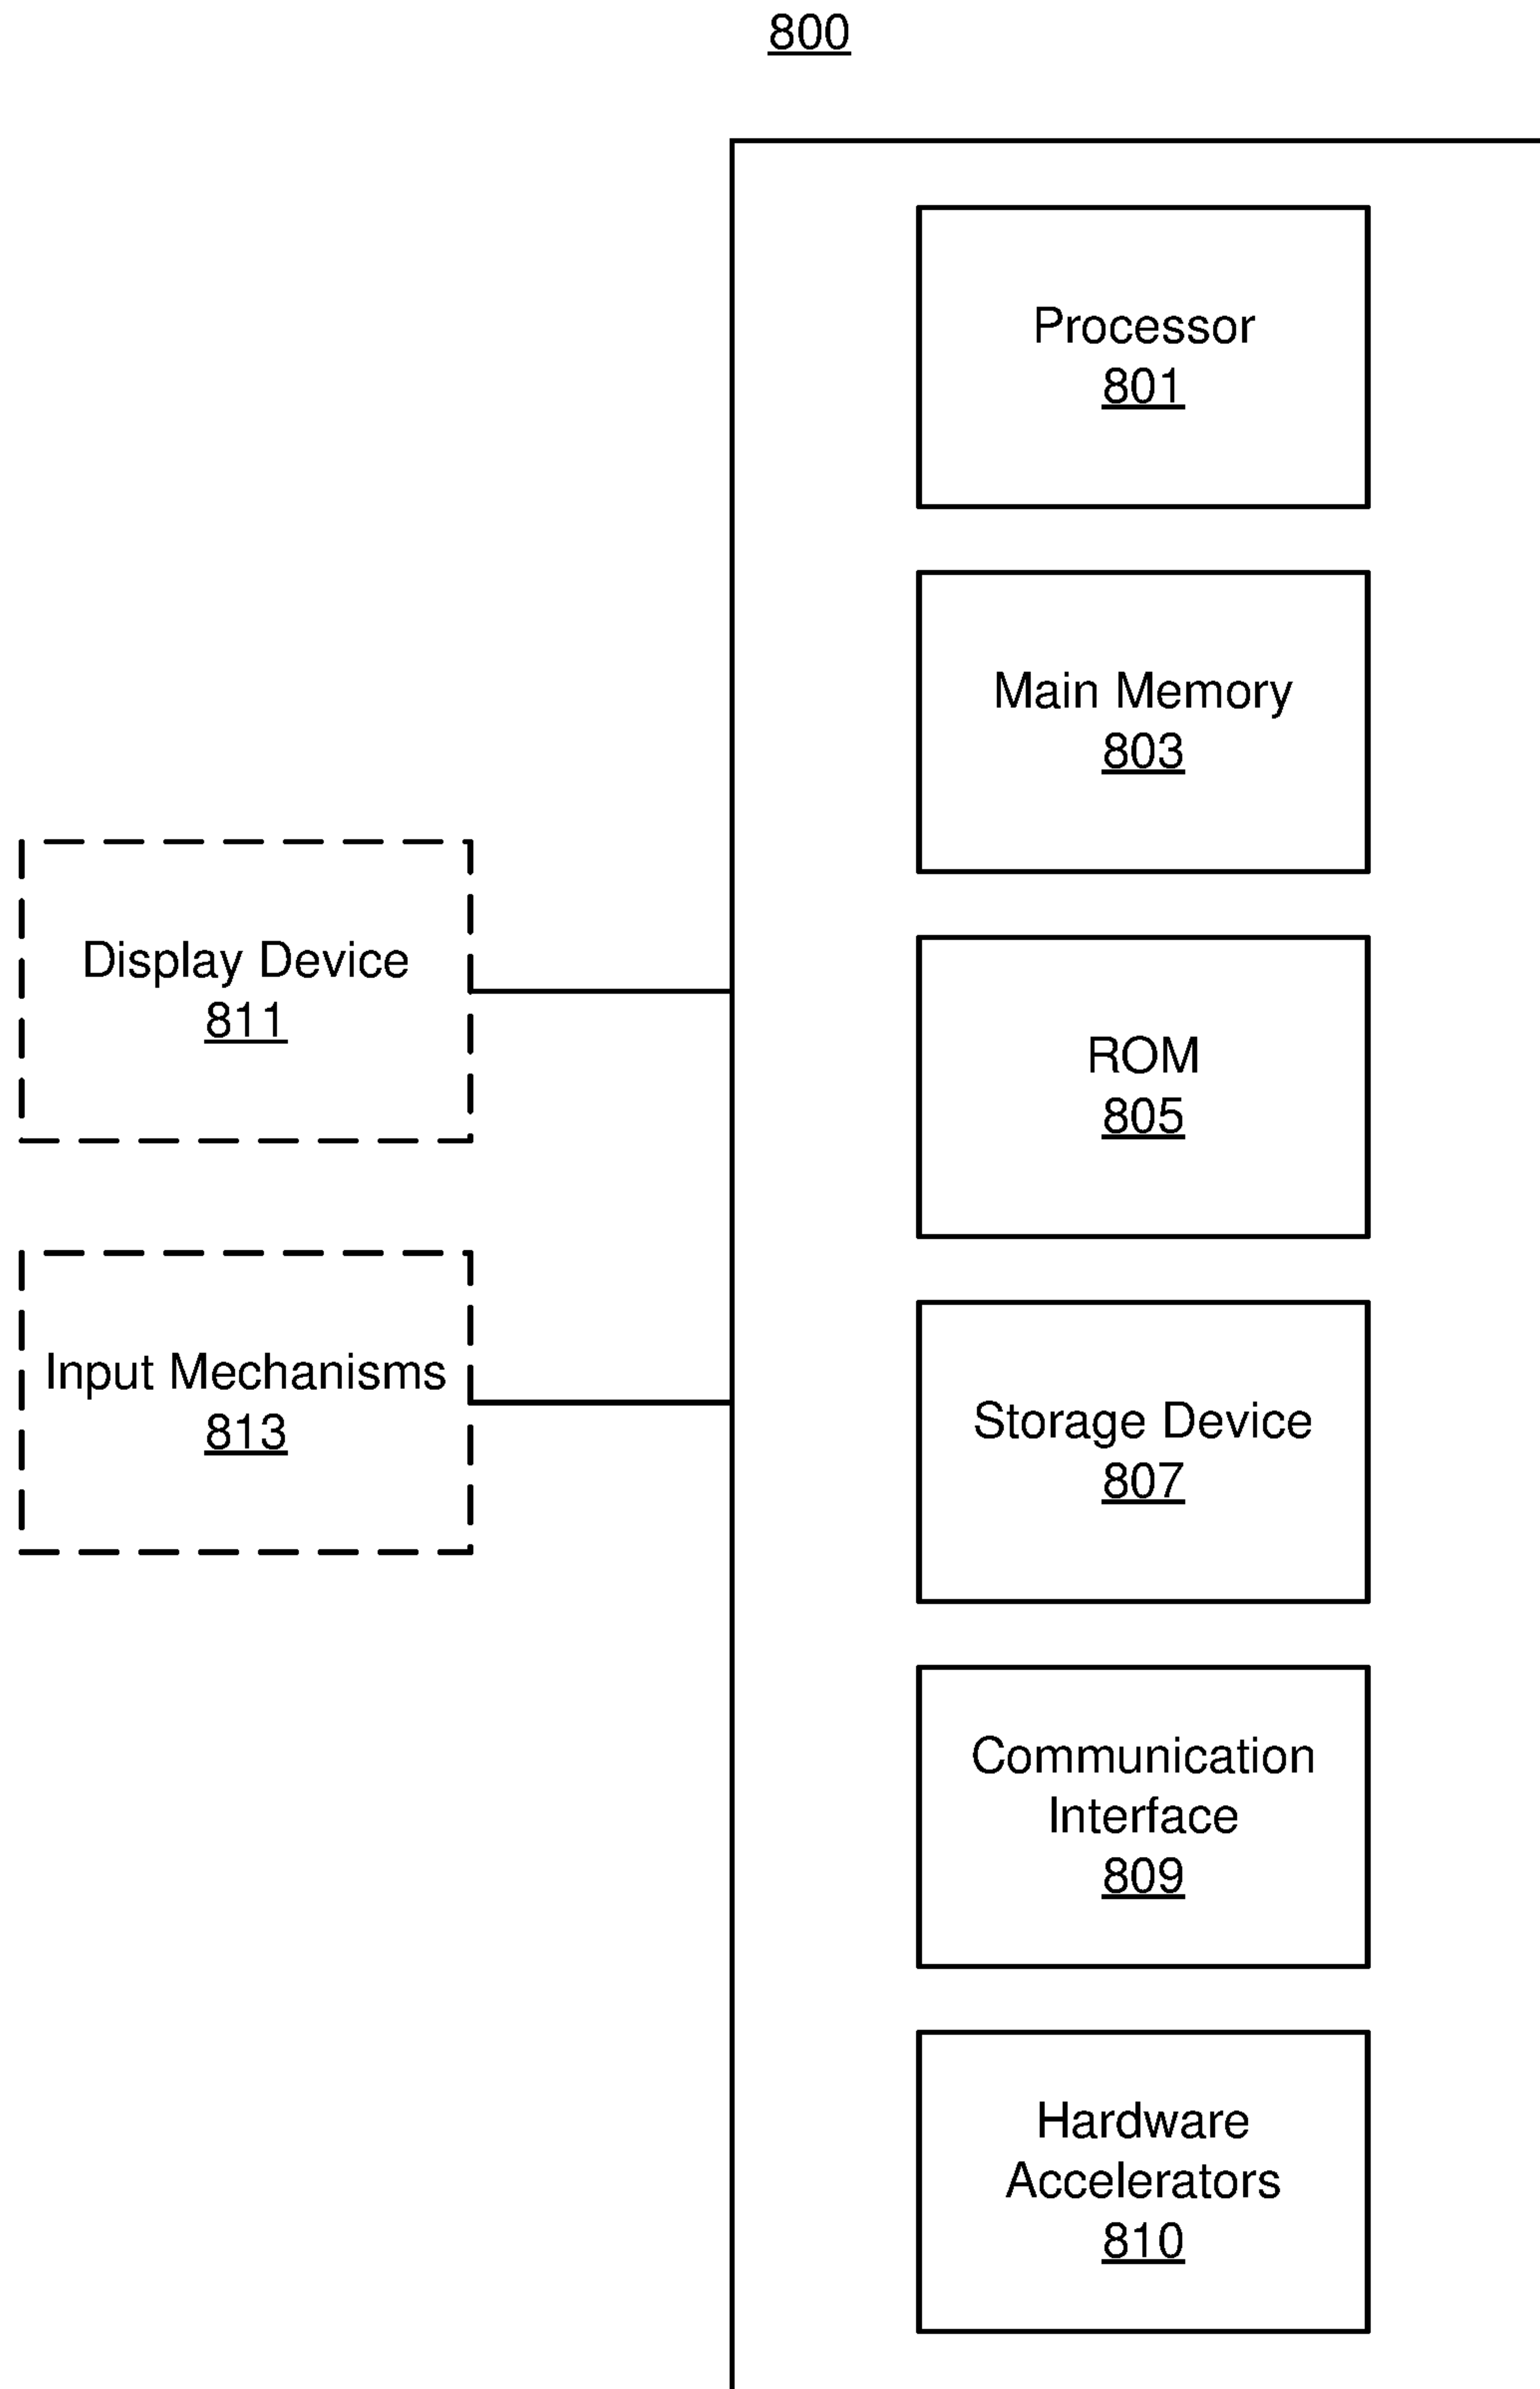 800
Processor
801
Main Memory
803
Display Device
811
ROM
805
Input Mechanisms
813
Storage Device
807
Communication
Interface
809
Hardware
Accelerators
810